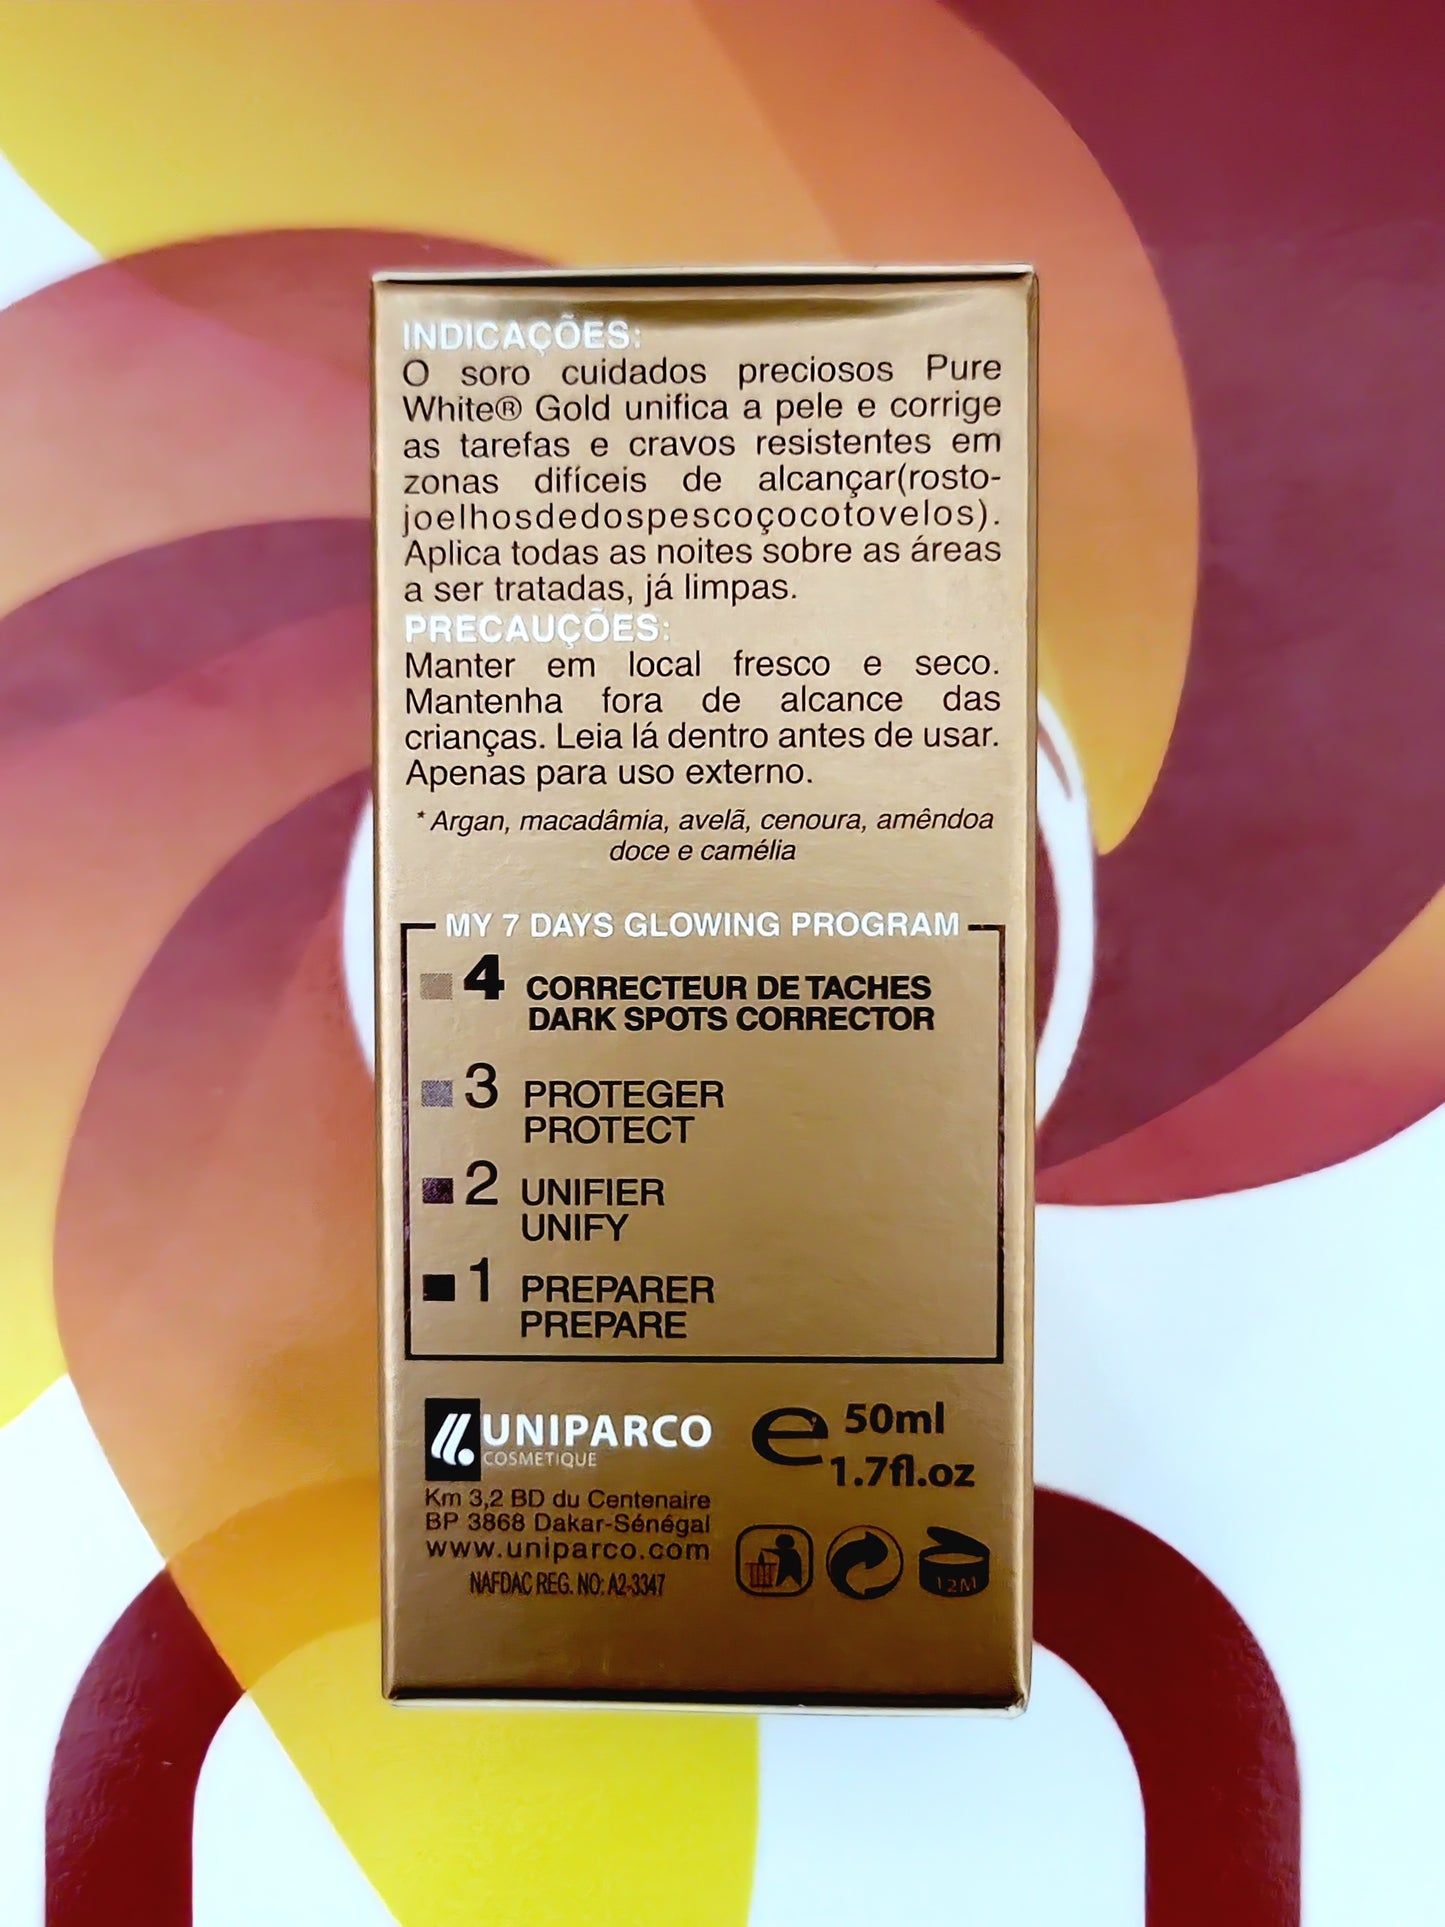 INDICAÇÕES:
O soro cuidados preciosos Pure
White® Gold unifica a pele e corrige
as tarefas e cravos resistentes em
zonas difíceis de alcançar(rosto-
joelhosdedospescoçocotovelos).
Aplica todas as noites sobre as áreas
a ser tratadas, já limpas.
PRECAUÇÕES:
Manter em local fresco e seco.
Mantenha fora de alcance das
crianças. Leia lá dentro antes de usar.
Apenas para uso externo.
* Argan, macadâmia, avelã, cenoura, amêndoa
doce e camélia
MY 7 DAYS GLOWING PROGRAM
4 CORRECTEUR DE TACHES
DARK SPOTS CORRECTOR
3 PROTEGER
PROTECT
2 UNIFIER
UNIFY
1 PREPARER
PREPARE
UNIPARCO
COSMETIQUE
Km 3,2 BD du Centenaire
BP 3868 Dakar-Sénégal
www.uniparco.com
NAFDAC REG. NO: A2-3347
e 50ml
1.7fl.oz
12M